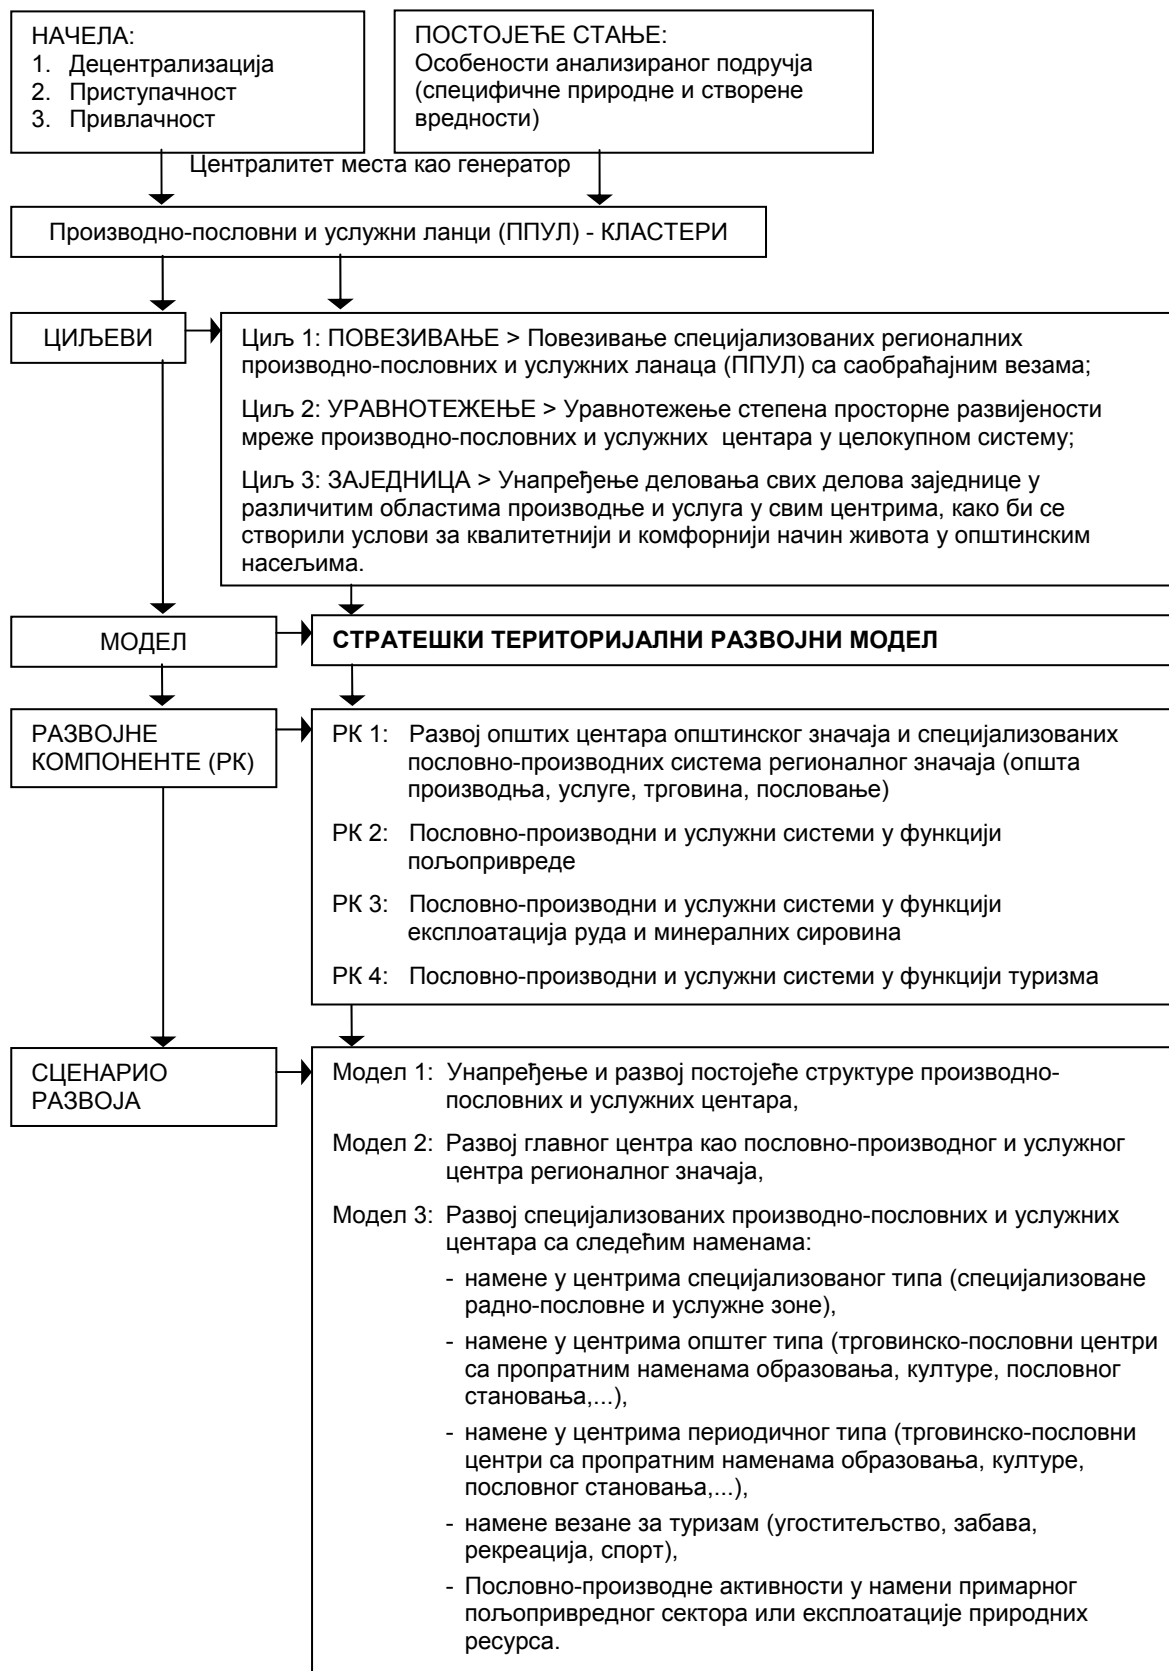 НАЧЕЛА:
1. Децентрализација
2. Приступачност
3. Привлачност
ПОСТОЈЕЋЕ СТАЊЕ:
Особености анализираног подручја
(специфичне природне и створене
вредности)
Централитет места као генератор
Производно-пословни и услужни ланци (ППУЛ) - КЛАСТЕРИ
ЦИЉЕВИ
Циљ 1: ПОВЕЗИВАЊЕ > Повезивање специјализованих регионалних
производно-пословних и услужних ланаца (ППУЛ) са саобраћајним везама;
Циљ 2: УРАВНОТЕЖЕЊЕ > Уравнотежење степена просторне развијености
мреже производно-пословних и услужних центара у целокупном систему;
Циљ 3: ЗАЈЕДНИЦА > Унапређење деловања свих делова заједнице у
различитим областима производње и услуга у свим центрима, како би се
створили услови за квалитетнији и комфорнији начин живота у општинским
насељима.
МОДЕЛ
СТРАТЕШКИ ТЕРИТОРИЈАЛНИ РАЗВОЈНИ МОДЕЛ
РАЗВОЈНЕ
КОМПОНЕНТЕ (РК)
РК 1: Развој општих центара општинског значаја и специјализованих
пословно-производних система регионалног значаја (општа
производња, услуге, трговина, пословање)
РК 2: Пословно-производни и услужни системи у функцији
пољопривреде
РК 3: Пословно-производни и услужни системи у функцији
експлоатација руда и минералних сировина
РК 4: Пословно-производни и услужни системи у функцији туризма
СЦЕНАРИО
РАЗВОЈА
Модел 1: Унапређење и развој постојеће структуре производно-
пословних и услужних центара,
Модел 2: Развој главног центра као пословно-производног и услужног
центра регионалног значаја,
Модел 3: Развој специјализованих производно-пословних и услужних
центара са следећим наменама:
- намене у центрима специјализованог типа (специјализоване
радно-пословне и услужне зоне),
- намене у центрима општег типа (трговинско-пословни центри
са пропратним наменама образовања, културе, пословног
становања,...),
- намене у центрима периодичног типа (трговинско-пословни
центри са пропратним наменама образовања, културе,
пословног становања,...),
- намене везане за туризам (угоститељство, забава,
рекреација, спорт),
- Пословно-производне активности у намени примарног
пољопривредног сектора или експлоатације природних
ресурса.